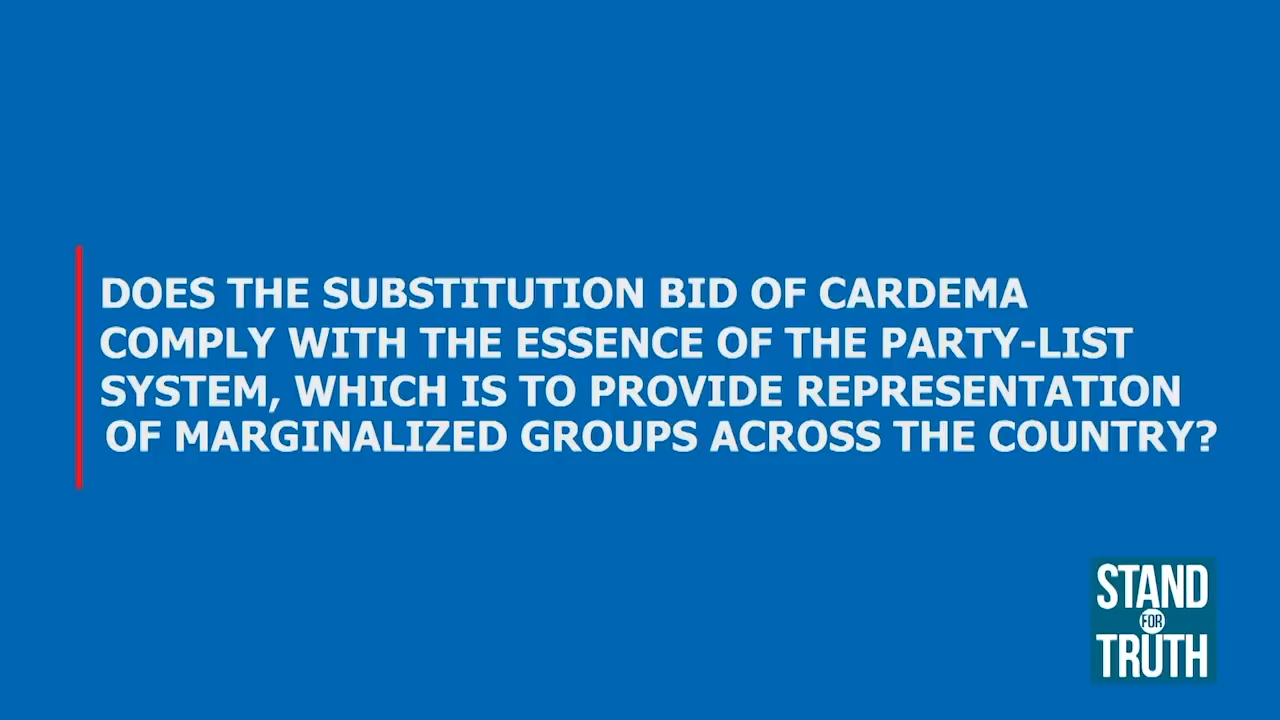 DOES THE SUBSTITUTION BID OF CARDEMA
COMPLY WITH THE ESSENCE OF THE PARTY-LIST
SYSTEM, WHICH IS TO PROVIDE REPRESENTATION
OF MARGINALIZED GROUPS ACROSS THE COUNTRY?
STAND
FOR
TRUTH